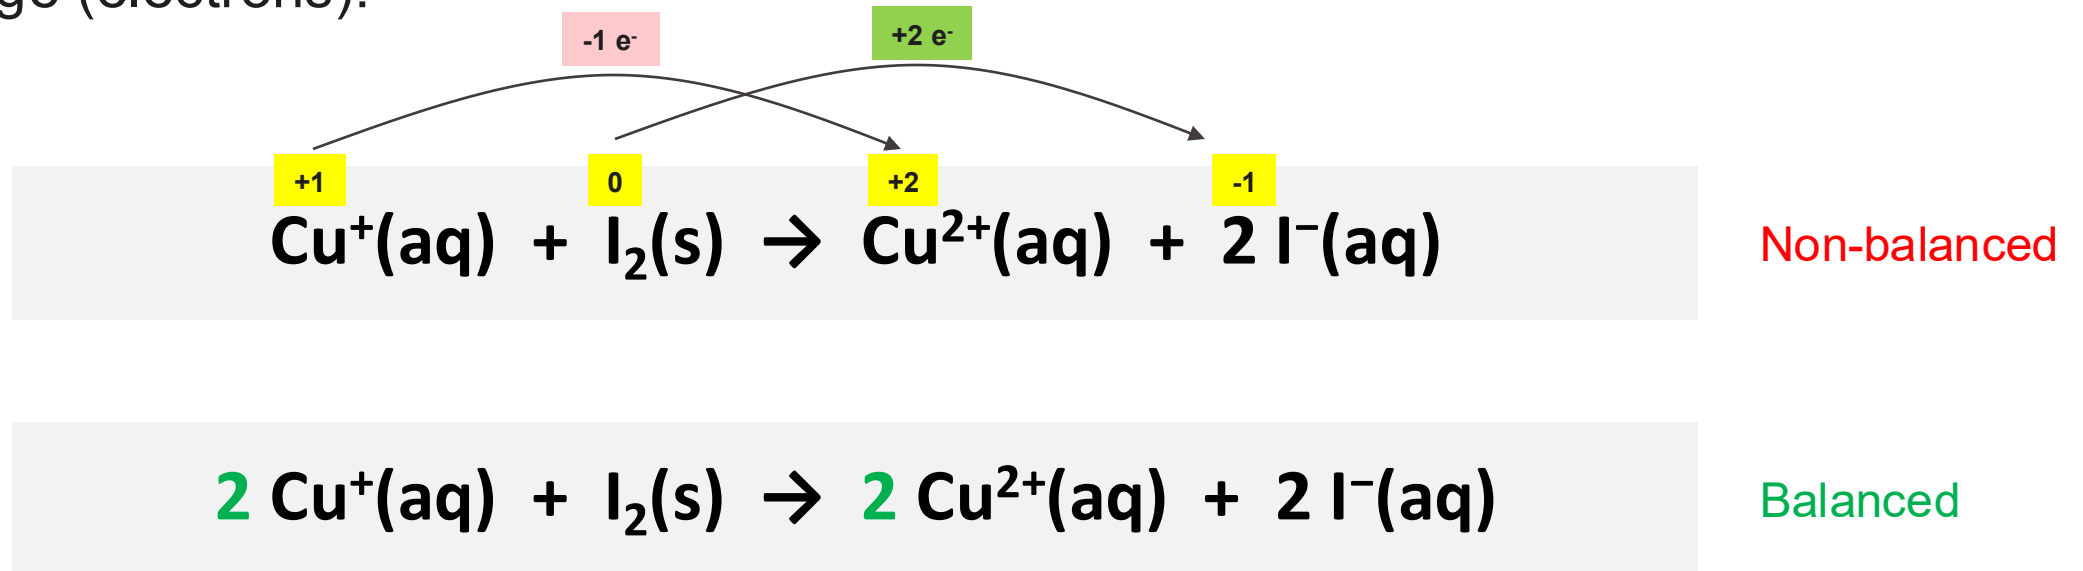 (electrons).
-1 e⁻ +2 e⁻
+1 0 +2 -1
Cu⁺(aq) + I₂(s) → Cu²⁺(aq) + 2 I⁻(aq) Non-balanced
2 Cu⁺(aq) + I₂(s) → 2 Cu²⁺(aq) + 2 I⁻(aq) Balanced